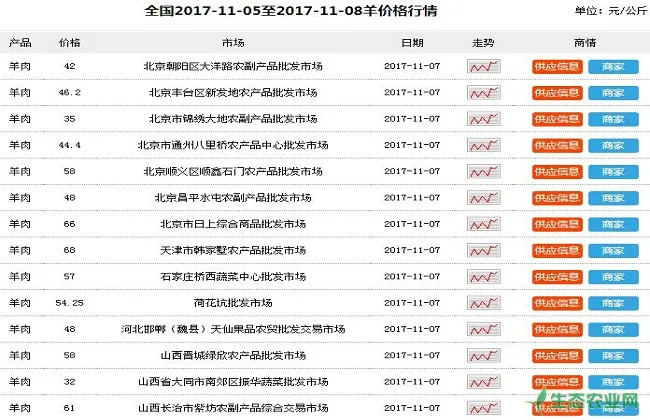 全国2017-11-05至2017-11-08羊价格行情 单位：元/公斤
产品 价格 市场 日期 走势 商情
羊肉 42 北京朝阳区大洋路农副产品批发市场 2017-11-07 供应信息 商家
羊肉 46.2 北京丰台区新发地农产品批发市场 2017-11-07 供应信息 商家
羊肉 35 北京市锦绣大地农副产品批发市场 2017-11-07 供应信息 商家
羊肉 44.4 北京市通州八里桥农产品中心批发市场 2017-11-07 供应信息 商家
羊肉 58 北京顺义区顺鑫石门农产品批发市场 2017-11-07 供应信息 商家
羊肉 48 北京昌平水屯农副产品批发市场 2017-11-07 供应信息 商家
羊肉 66 北京市日上综合商品批发市场 2017-11-07 供应信息 商家
羊肉 68 天津市韩家墅农产品批发市场 2017-11-07 供应信息 商家
羊肉 57 石家庄桥西蔬菜中心批发市场 2017-11-07 供应信息 商家
羊肉 54.25 荷花坑批发市场 2017-11-07 供应信息 商家
羊肉 48 河北邯郸（魏县）天仙果品农贸批发交易市场 2017-11-07 供应信息 商家
羊肉 58 山西晋城绿欣农产品批发市场 2017-11-07 供应信息 商家
羊肉 32 山西省大同市南郊区振华蔬菜批发市场 2017-11-07 供应信息 商家
羊肉 61 山西长治市紫坊农副产品综合交易市场 2017-11-07 供应信息 商家
生态农业网